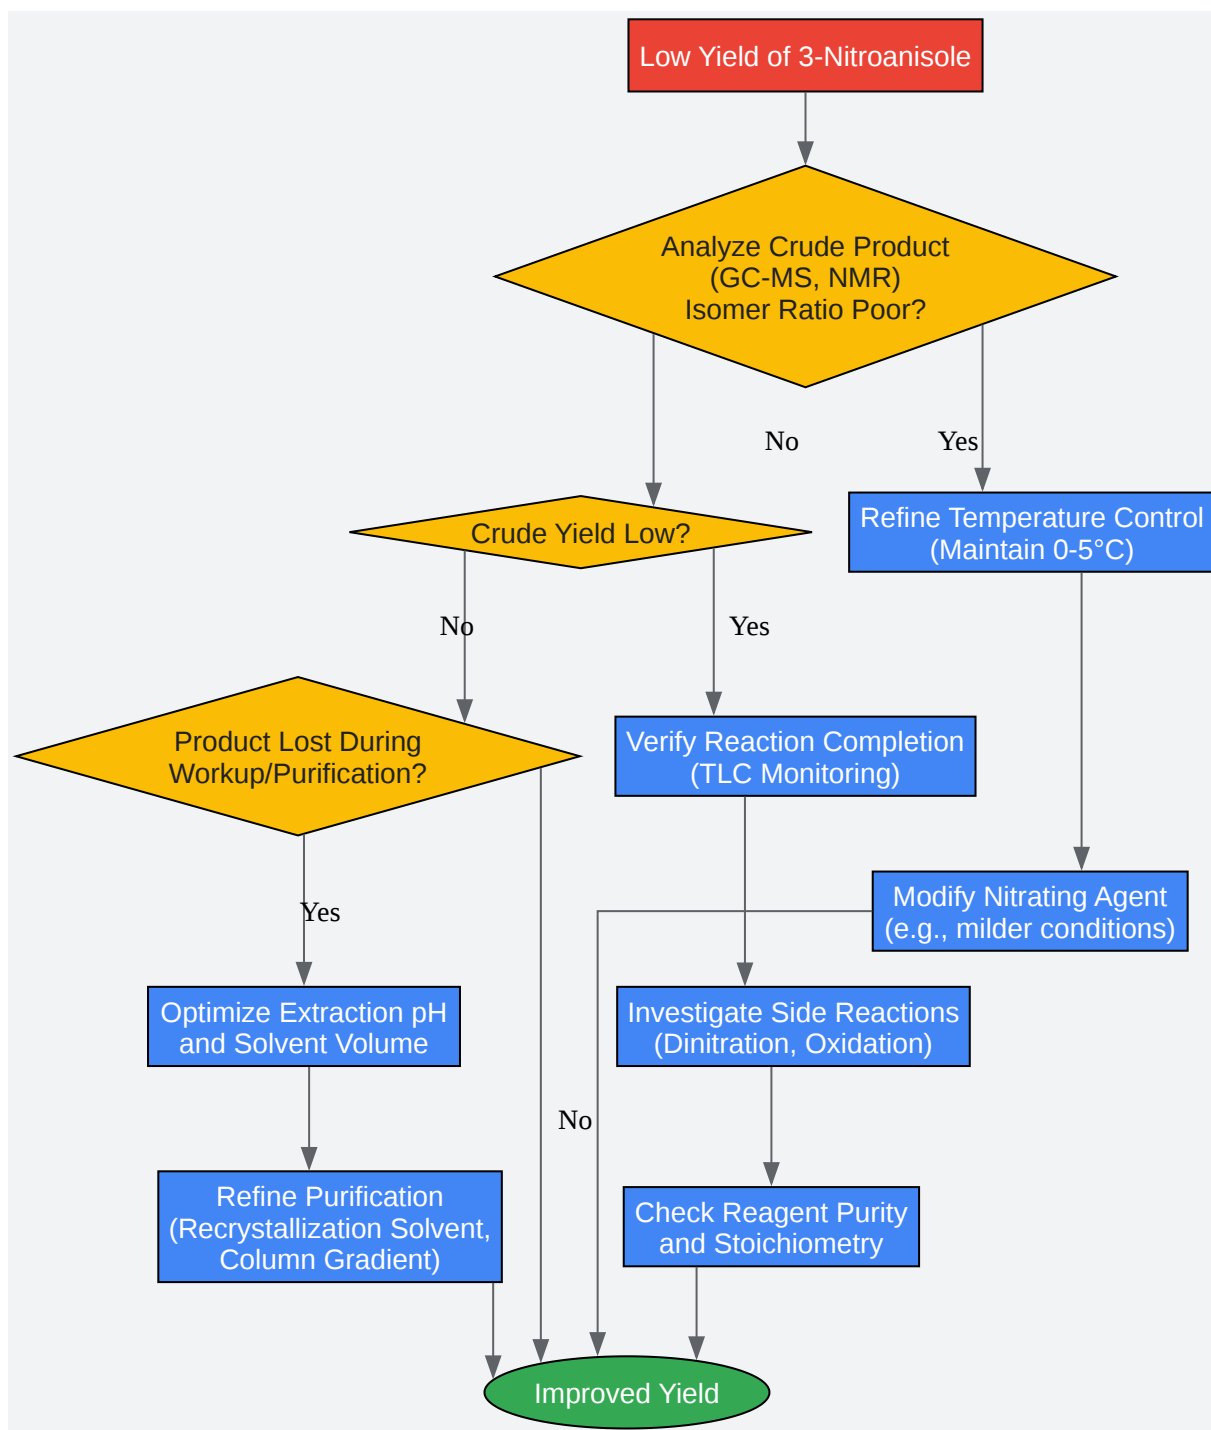 Low Yield of 3-Nitroanisole
Analyze Crude Product
(GC-MS, NMR)
Isomer Ratio Poor?
No
Yes
Crude Yield Low?
Refine Temperature Control
(Maintain 0-5°C)
No
Yes
Product Lost During
Workup/Purification?
Verify Reaction Completion
(TLC Monitoring)
Yes
Modify Nitrating Agent
(e.g., milder conditions)
Optimize Extraction pH
and Solvent Volume
Investigate Side Reactions
(Dinitration, Oxidation)
No
Refine Purification
(Recrystallization Solvent,
Column Gradient)
Check Reagent Purity
and Stoichiometry
Improved Yield